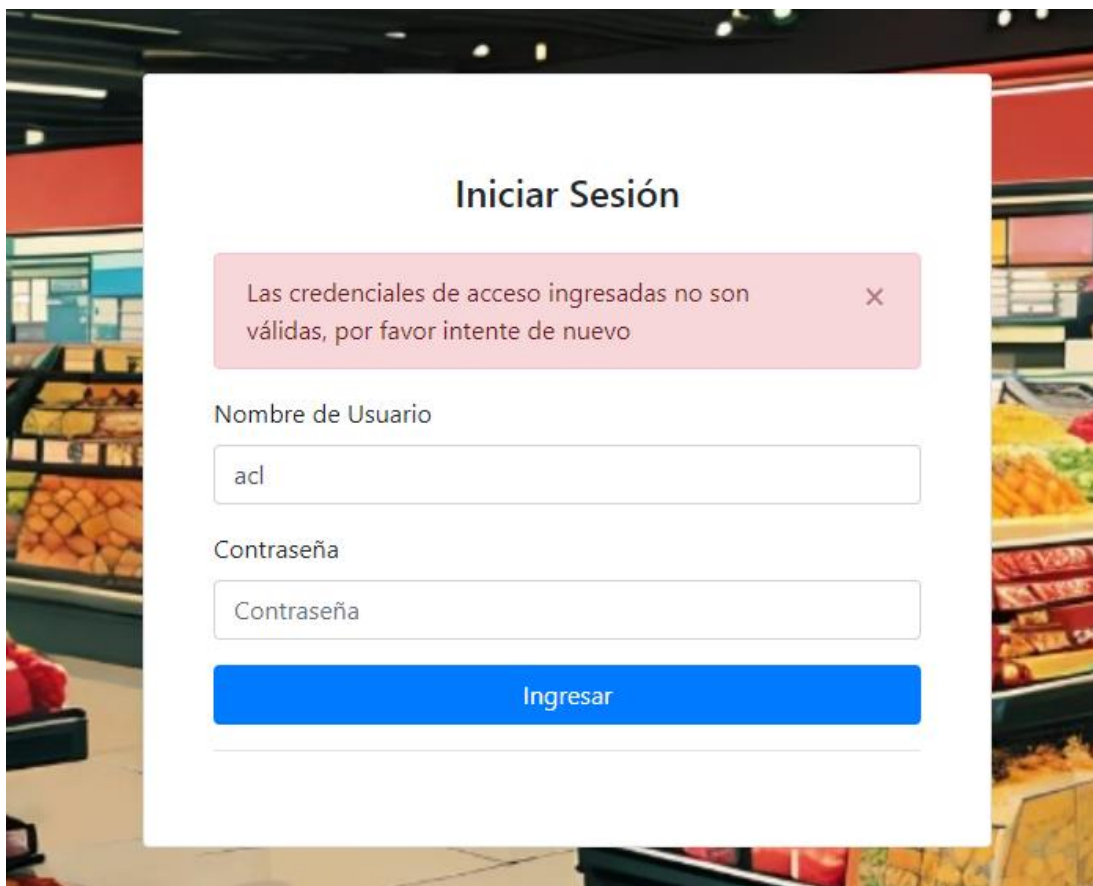 Iniciar Sesión
Las credenciales de acceso ingresadas no son
válidas, por favor intente de nuevo
×
Nombre de Usuario
acl
Contraseña
Contraseña
Ingresar